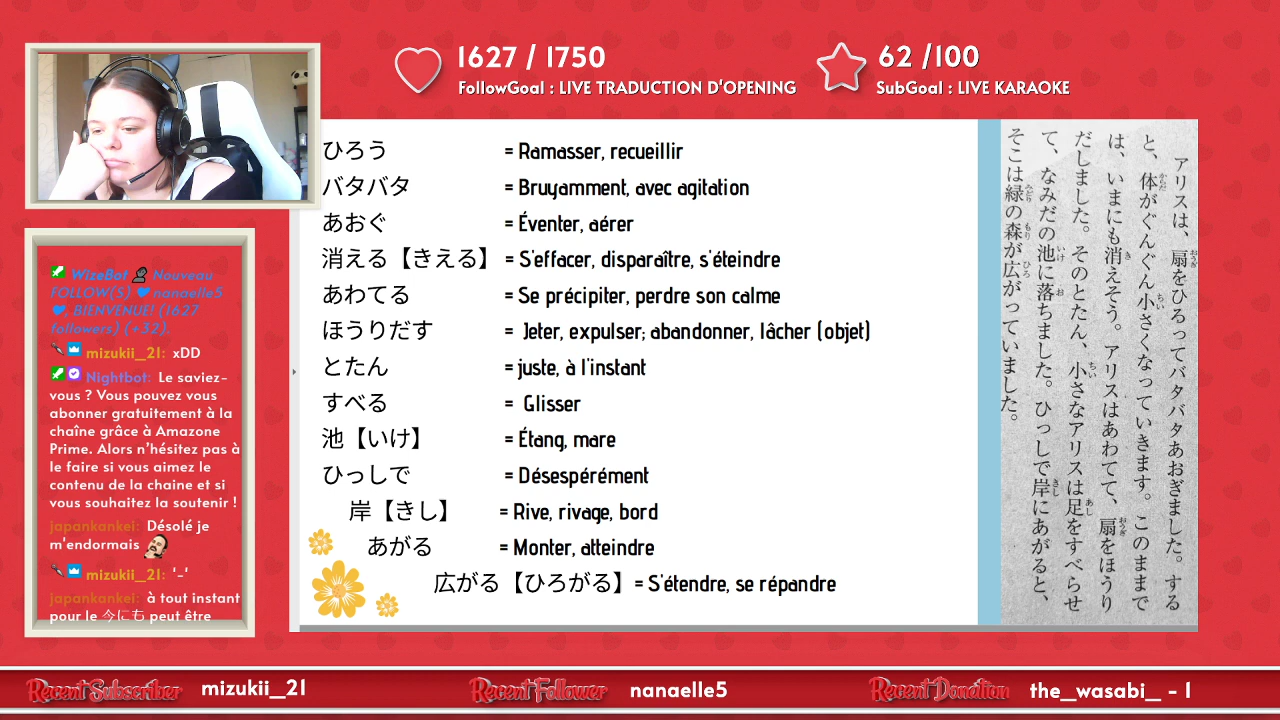 1627 / 1750
FollowGoal : LIVE TRADUCTION D'OPENING
62 /100
SubGoal : LIVE KARAOKE
WizeBot Nouveau
FOLLOW(S) nanaelle5
, BIENVENUE! (1627
followers) (+32).
mizukii_21: xDD
Nightbot: Le saviez-
vous ? Vous pouvez vous
abonner gratuitement à la
chaîne grâce à Amazone
Prime. Alors n'hésitez pas à
le faire si vous aimez le
contenu de la chaine et si
vous souhaitez la soutenir !
japankankei: Désolé je
m'endormais
mizukii_21: '-'
japankankei: à tout instant
pour le 今にも peut être
ひろう = Ramasser, recueillir
バタバタ = Bruyamment, avec agitation
あおぐ = Éventer, aérer
消える【きえる】 = S'effacer, disparaître, s'éteindre
あわてる = Se précipiter, perdre son calme
ほうりだす = Jeter, expulser; abandonner, lâcher (objet)
とたん = juste, à l'instant
すべる = Glisser
池【いけ】 = Étang, mare
ひっしで = Désespérément
岸【きし】 = Rive, rivage, bord
あがる = Monter, atteindre
広がる【ひろがる】= S'étendre, se répandre
アリスは、扇をひろってバタバタあおぎました。する
と、体がぐんぐん小さくなっていきます。このままで
は、いまにも消えそう。アリスはあわてて、扇をほうり
だしました。そのとたん、小さなアリスは足をすべらせ
て、なみだの池に落ちました。ひっしで岸にあがると、
そこは緑の森が広がっていました。
Recent Subscriber mizukii_21
Recent Follower nanaelle5
Recent Donation the_wasabi_ - 1